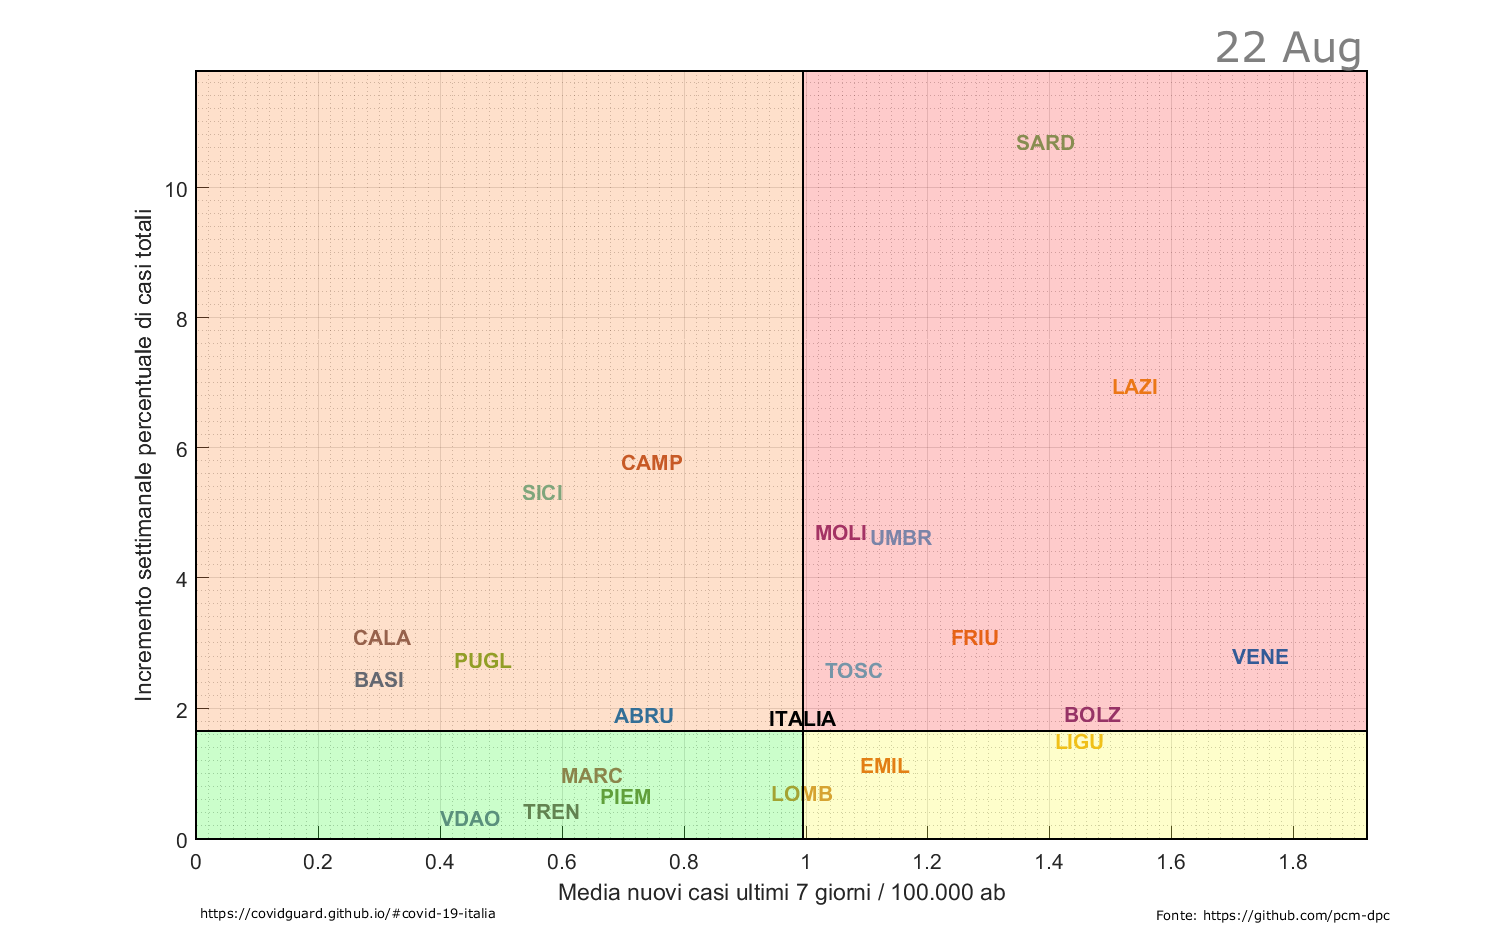 22 Aug
SARD
10
LAZI
8
Incremento settimanale percentuale di casi totali
6
CAMP
SICI
MOLI
UMBR
4
CALA
FRIU
PUGL
VENE
BASI
TOSC
2
ABRU
ITALIA
BOLZ
LIGU
MARC
EMIL
PIEM
LOMB
VDAO
TREN
0
0 0.2 0.4 0.6 0.8 1 1.2 1.4 1.6 1.8
Media nuovi casi ultimi 7 giorni / 100.000 ab
https://covidguard.github.io/#covid-19-italia
Fonte: https://github.com/pcm-dpc